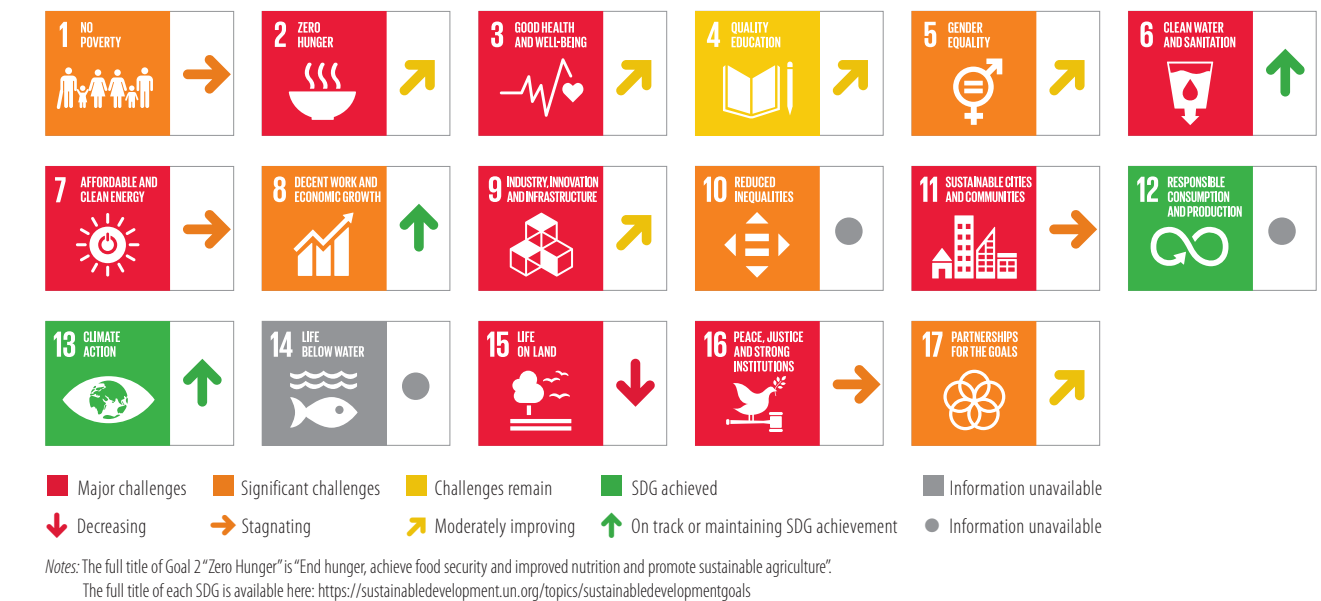 1 NO POVERTY
2 ZERO HUNGER
3 GOOD HEALTH AND WELL-BEING
4 QUALITY EDUCATION
5 GENDER EQUALITY
6 CLEAN WATER AND SANITATION
7 AFFORDABLE AND CLEAN ENERGY
8 DECENT WORK AND ECONOMIC GROWTH
9 INDUSTRY, INNOVATION AND INFRASTRUCTURE
10 REDUCED INEQUALITIES
11 SUSTAINABLE CITIES AND COMMUNITIES
12 RESPONSIBLE CONSUMPTION AND PRODUCTION
13 CLIMATE ACTION
14 LIFE BELOW WATER
15 LIFE ON LAND
16 PEACE, JUSTICE AND STRONG INSTITUTIONS
17 PARTNERSHIPS FOR THE GOALS
Major challenges Significant challenges Challenges remain SDG achieved Information unavailable
Decreasing Stagnating Moderately improving On track or maintaining SDG achievement Information unavailable
Notes: The full title of Goal 2 “Zero Hunger” is “End hunger, achieve food security and improved nutrition and promote sustainable agriculture”.
The full title of each SDG is available here: https://sustainabledevelopment.un.org/topics/sustainabledevelopmentgoals